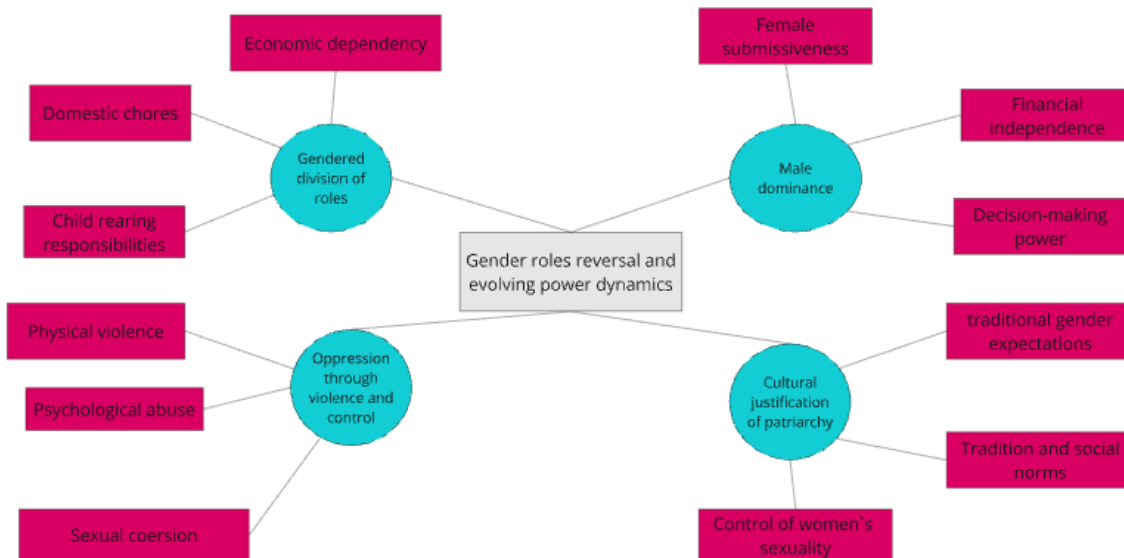 Economic dependency
Female
submissiveness
Domestic chores
Financial
independence
Gendered
division of
roles
Male
dominance
Child rearing
responsibilities
Decision-making
power
Gender roles reversal and
evolving power dynamics
Physical violence
traditional gender
expectations
Oppression
through
violence and
control
Cultural
justification
of patriarchy
Psychological abuse
Tradition and social
norms
Sexual coersion
Control of women`s
sexuality